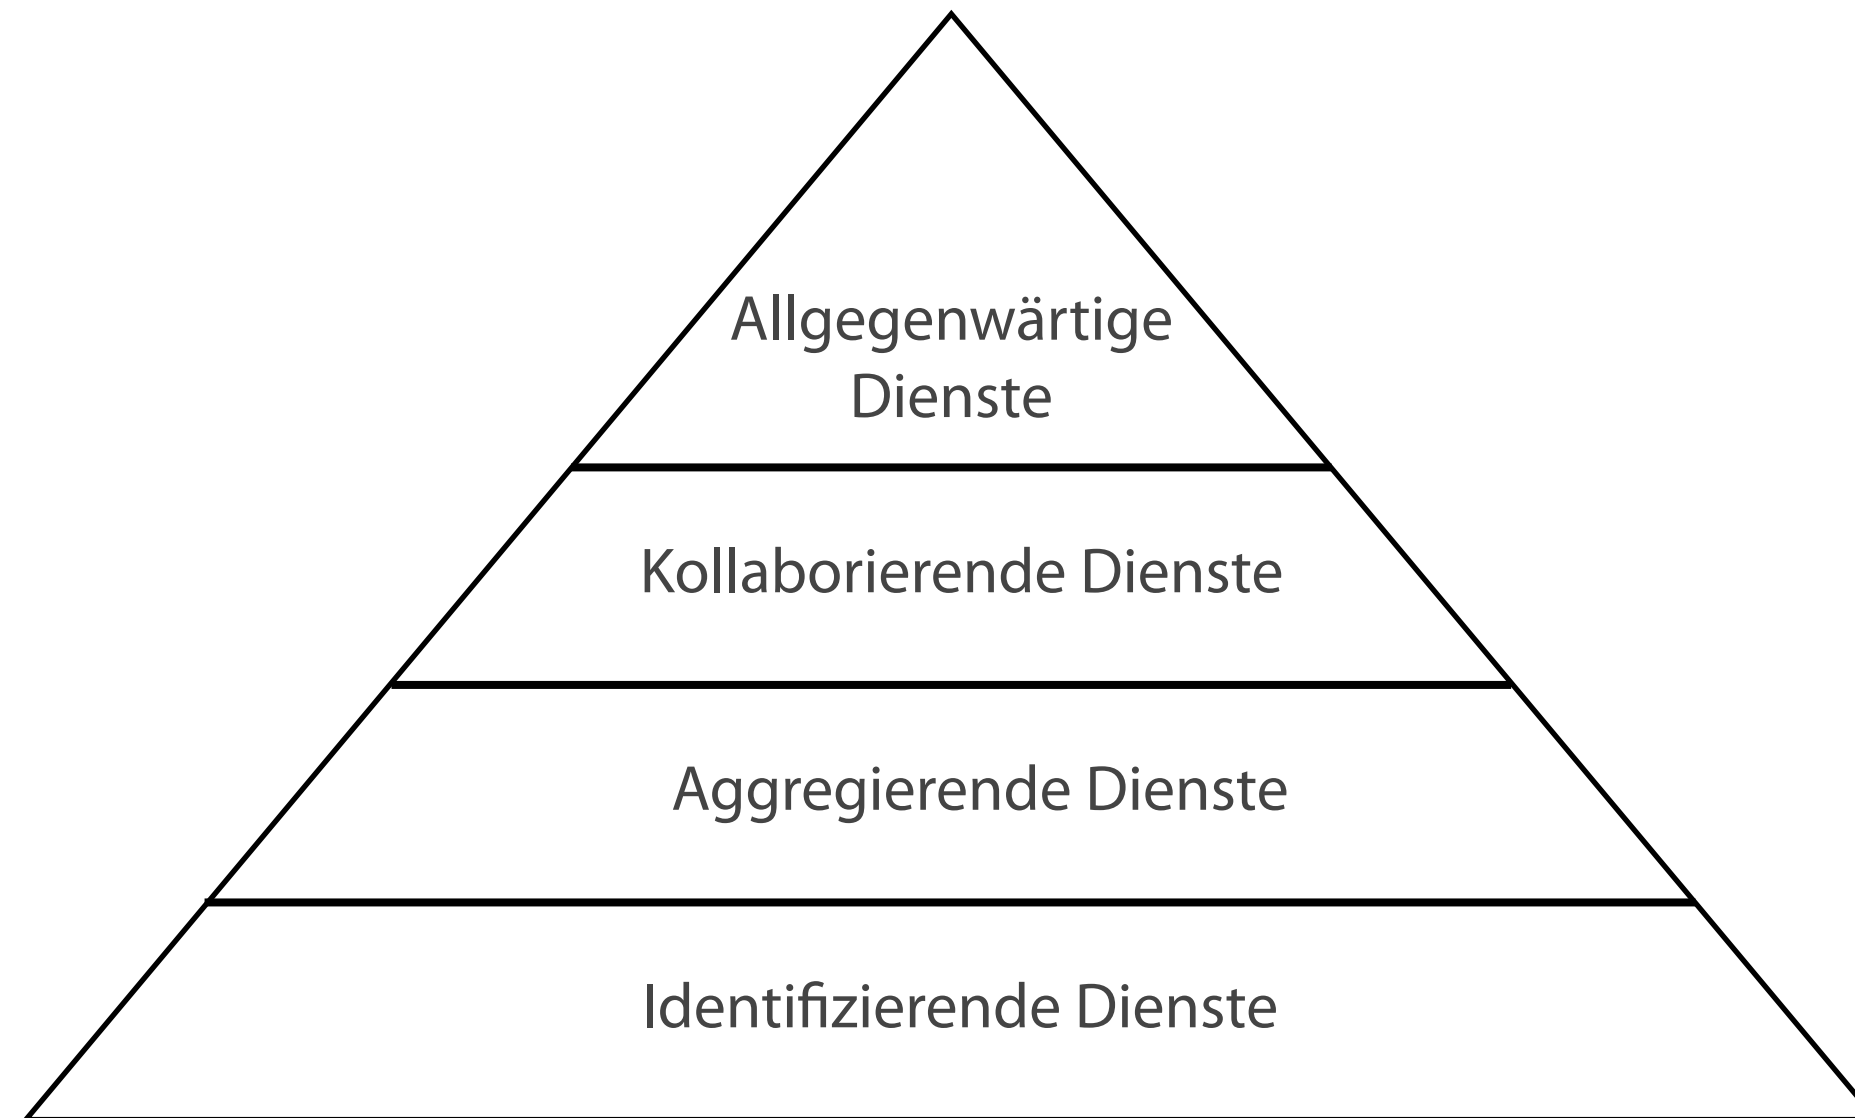 Allgegenwärtige
Dienste
Kollaborierende Dienste
Aggregierende Dienste
Identifizierende Dienste